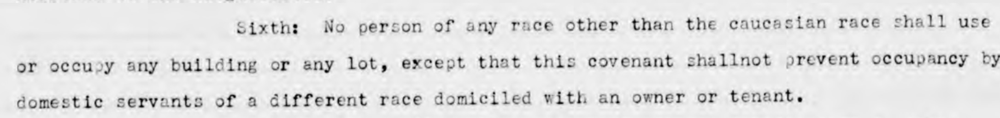 Sixth: No person of any race other than the caucasian race shall use
or occupy any building or any lot, except that this covenant shallnot prevent occupancy by
domestic servants of a different race domiciled with an owner or tenant.